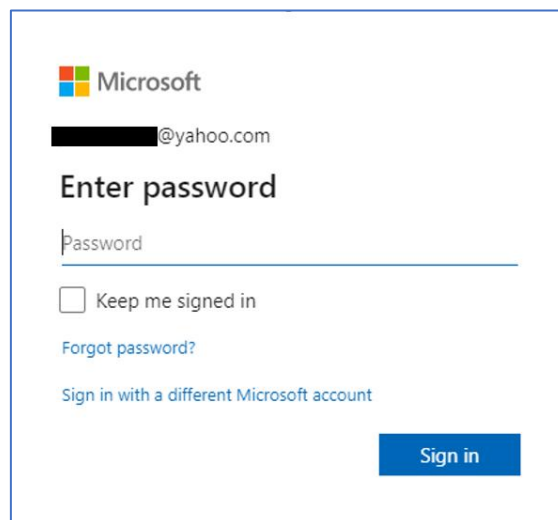 Microsoft
@yahoo.com
Enter password
Password
Keep me signed in
Forgot password?
Sign in with a different Microsoft account
Sign in